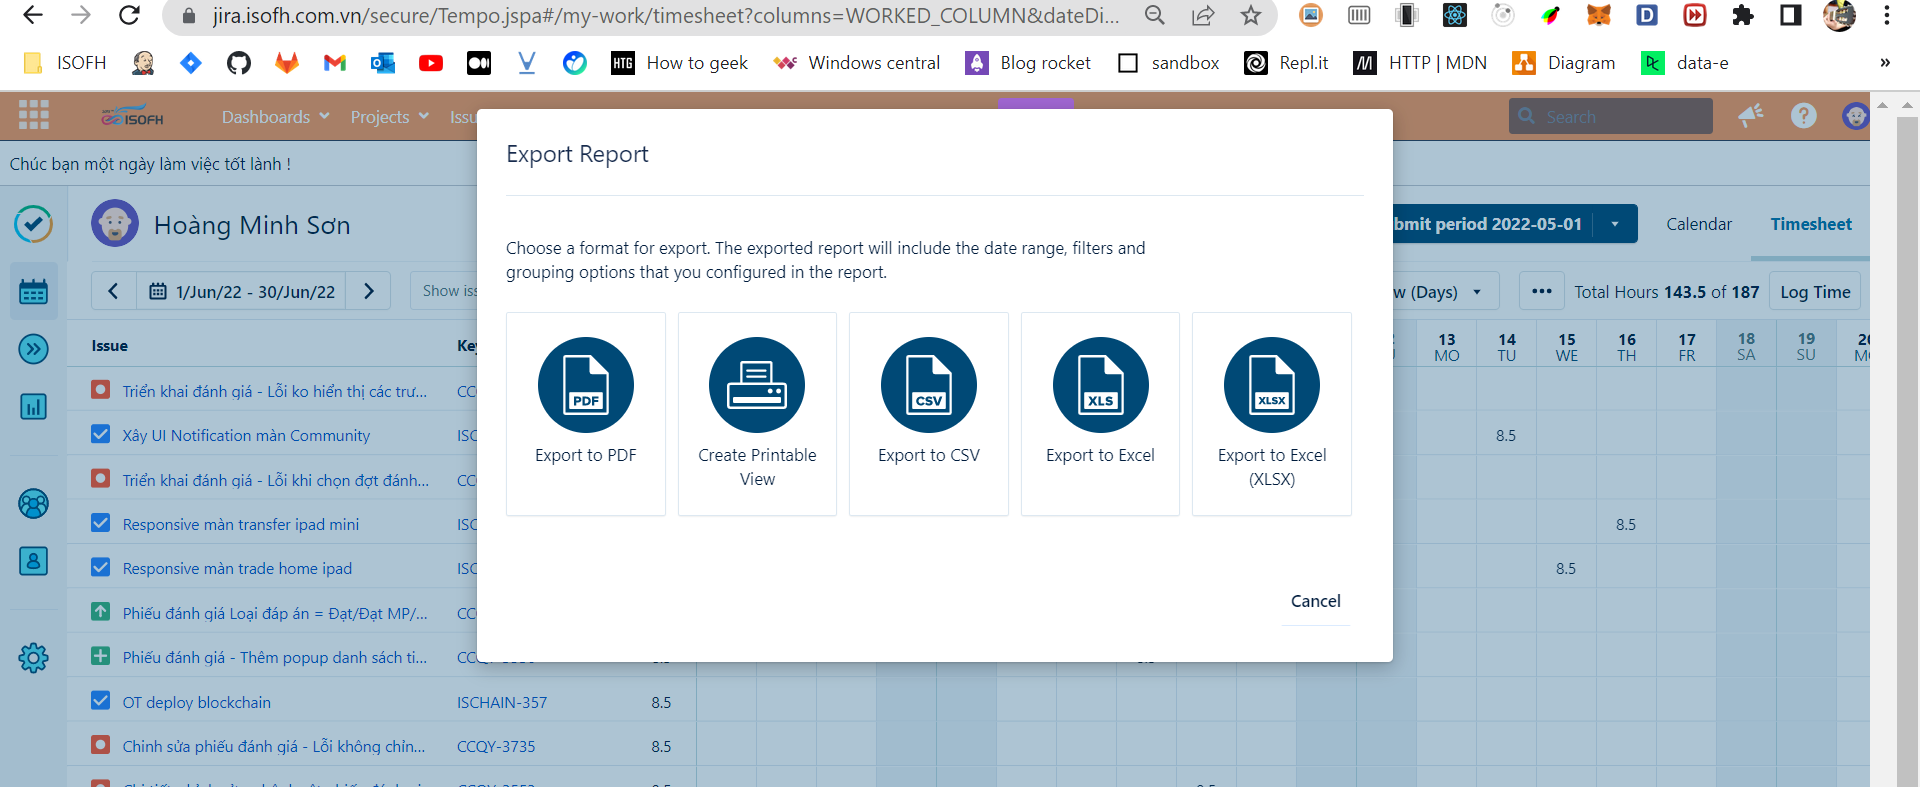 jira.isofh.com.vn/secure/Tempo.jspa#/my-work/timesheet?columns=WORKED_COLUMN&dateDi...
ISOFH
HTG How to geek
Windows central
Blog rocket
sandbox
Repl.it
HTTP | MDN
Diagram
data-e
»
ISOFH
Dashboards
Projects
Issu
Search
Chúc bạn một ngày làm việc tốt lành !
Hoàng Minh Sơn
bmit period 2022-05-01
Calendar
Timesheet
1/Jun/22 - 30/Jun/22
Show iss
w (Days)
Total Hours 143.5 of 187
Log Time
Export Report
Choose a format for export. The exported report will include the date range, filters and
grouping options that you configured in the report.
PDF
Export to PDF
Create Printable
View
CSV
Export to CSV
XLS
Export to Excel
XLSX
Export to Excel
(XLSX)
Cancel
Issue
Key
13 14 15 16 17 18 19 20
MO TU WE TH FR SA SU MO
Triển khai đánh giá - Lỗi ko hiển thị các trư... CC
Xây UI Notification màn Community ISC 8.5
Triển khai đánh giá - Lỗi khi chọn đợt đánh... CC
Responsive màn transfer ipad mini ISC 8.5
Responsive màn trade home ipad ISC 8.5
Phiếu đánh giá Loại đáp án = Đạt/Đạt MP/... CC
Phiếu đánh giá - Thêm popup danh sách ti...
OT deploy blockchain ISCHAIN-357 8.5
Chinh sửa phiếu đánh giá - Lỗi không chỉn... CCQY-3735 8.5